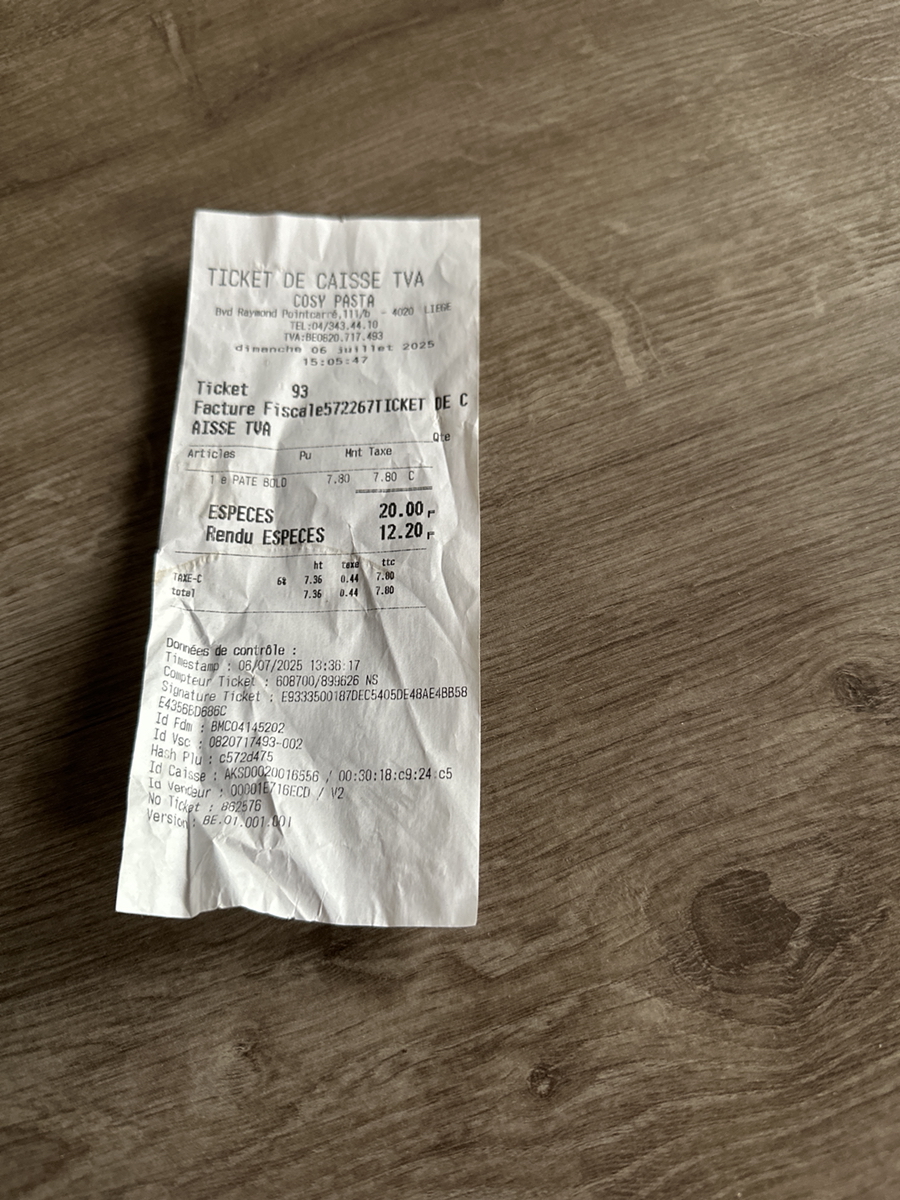 TICKET DE CAISSE TVA
COSY PASTA
Bvd Raymond Pointcarré,111/b - 4020 LIEGE
TEL:04/343.44.10
TVA:BE0820.717.493
dimanche 06 juillet 2025
15:05:47
Ticket 93
Facture Fiscale572267TICKET DE C
AISSE TVA
Qte
Articles Pu Mnt Taxe
1 @ PATE BOLO 7.80 7.80 C
ESPECES 20.00
Rendu ESPECES 12.20
ht taxe ttc
TAXE-C 6% 7.36 0.44 7.80
total 7.36 0.44 7.80
Données de contrôle :
Timestamp : 06/07/2025 13:36:17
Compteur Ticket : 608700/899626 NS
Signature Ticket : E9333500187DEC5405DE48AE4BB58
E4356BD686C
Id Fdm : BMC04145202
Id Vsc : 0820717493-002
Hash Plu : c572d475
Id Caisse : AKSD0020016556 / 00:30:18:c9:24:c5
Id Vendeur : 00001E716ECD / V2
No Ticket : 862576
Version : BE.01.001.001